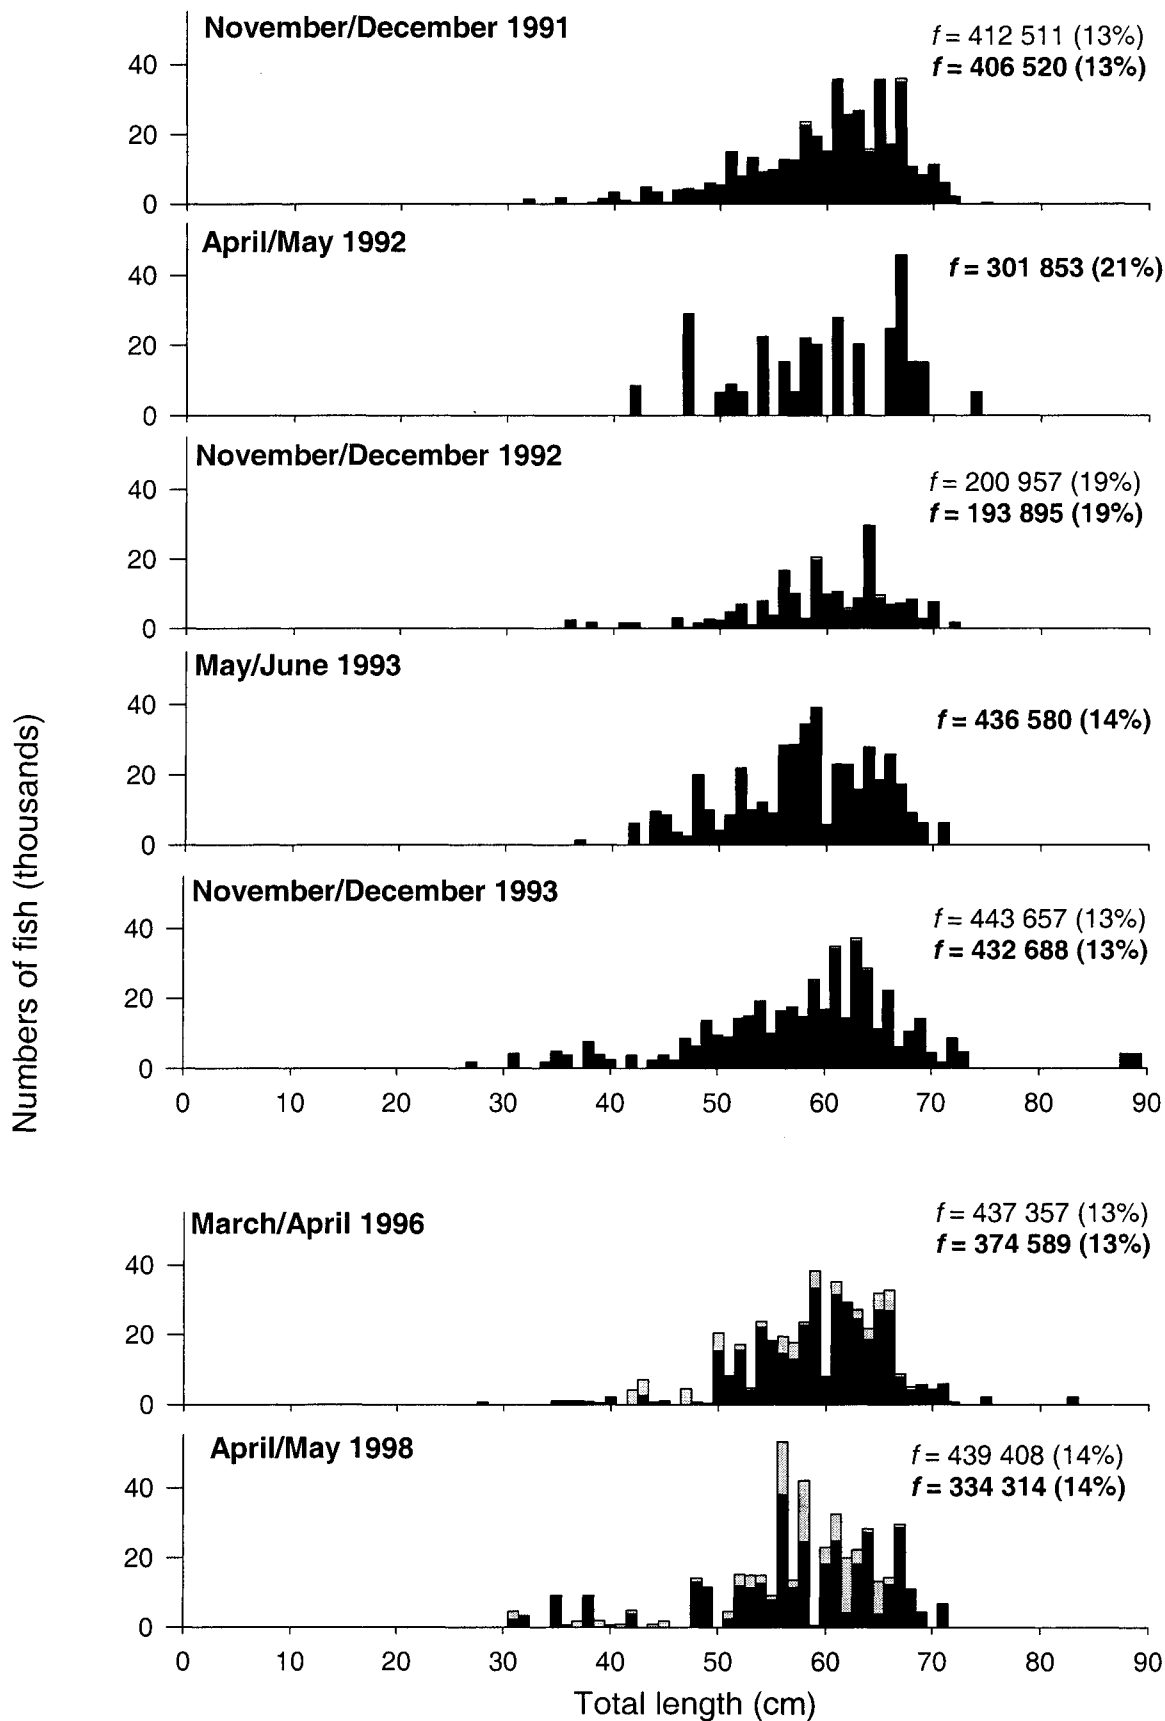 November/December 1991
f = 412 511 (13%)
f = 406 520 (13%)
40
20
0
April/May 1992
f = 301 853 (21%)
40
20
0
November/December 1992
f = 200 957 (19%)
f = 193 895 (19%)
40
20
0
May/June 1993
f = 436 580 (14%)
40
20
0
November/December 1993
f = 443 657 (13%)
f = 432 688 (13%)
40
20
0
0 10 20 30 40 50 60 70 80 90
Numbers of fish (thousands)
March/April 1996
f = 437 357 (13%)
f = 374 589 (13%)
40
20
0
April/May 1998
f = 439 408 (14%)
f = 334 314 (14%)
40
20
0
0 10 20 30 40 50 60 70 80 90
Total length (cm)